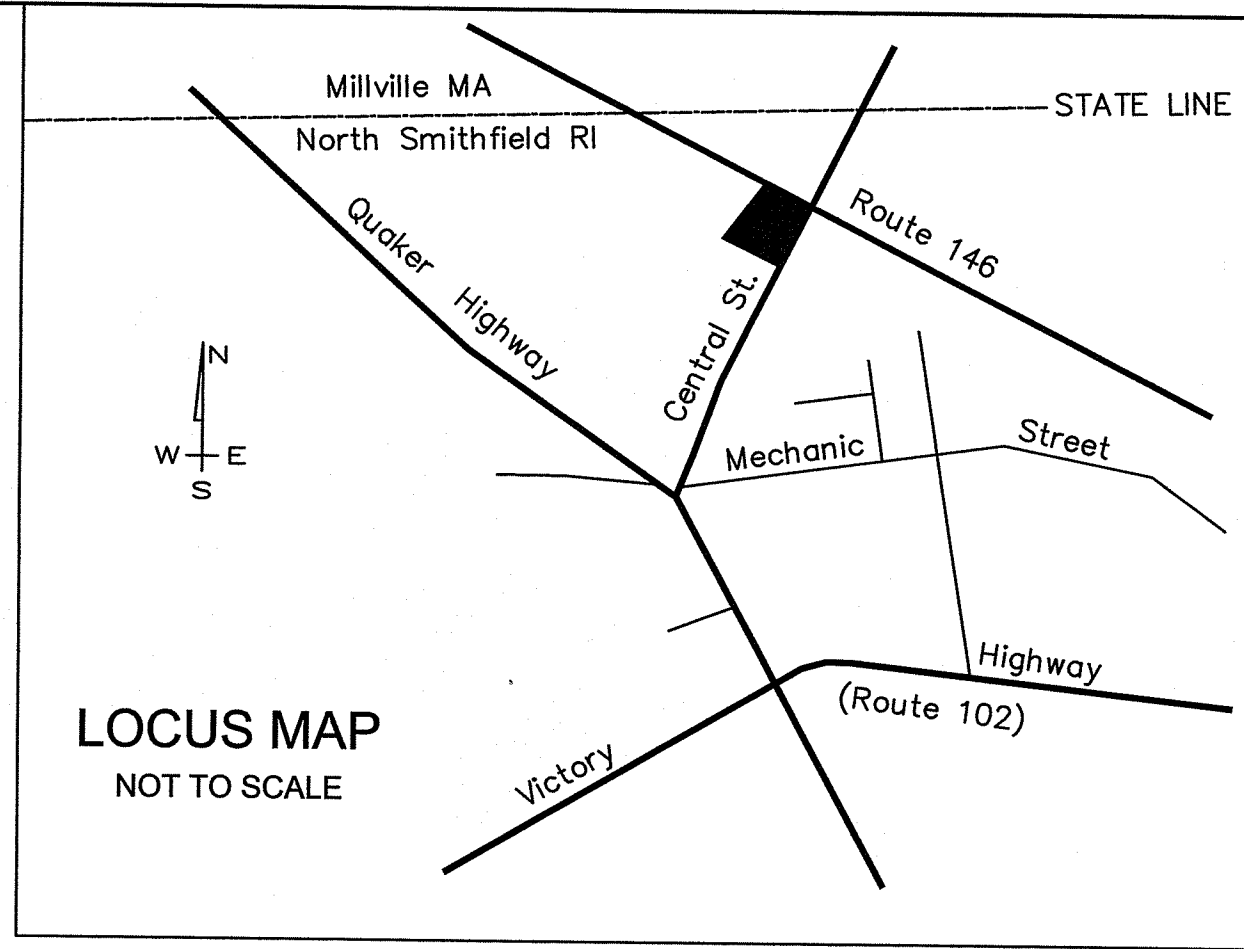 Millville MA
STATE LINE
North Smithfield RI
Route 146
Quaker Highway
Central St.
N
W E
S
Mechanic Street
Highway
(Route 102)
Victory
LOCUS MAP
NOT TO SCALE